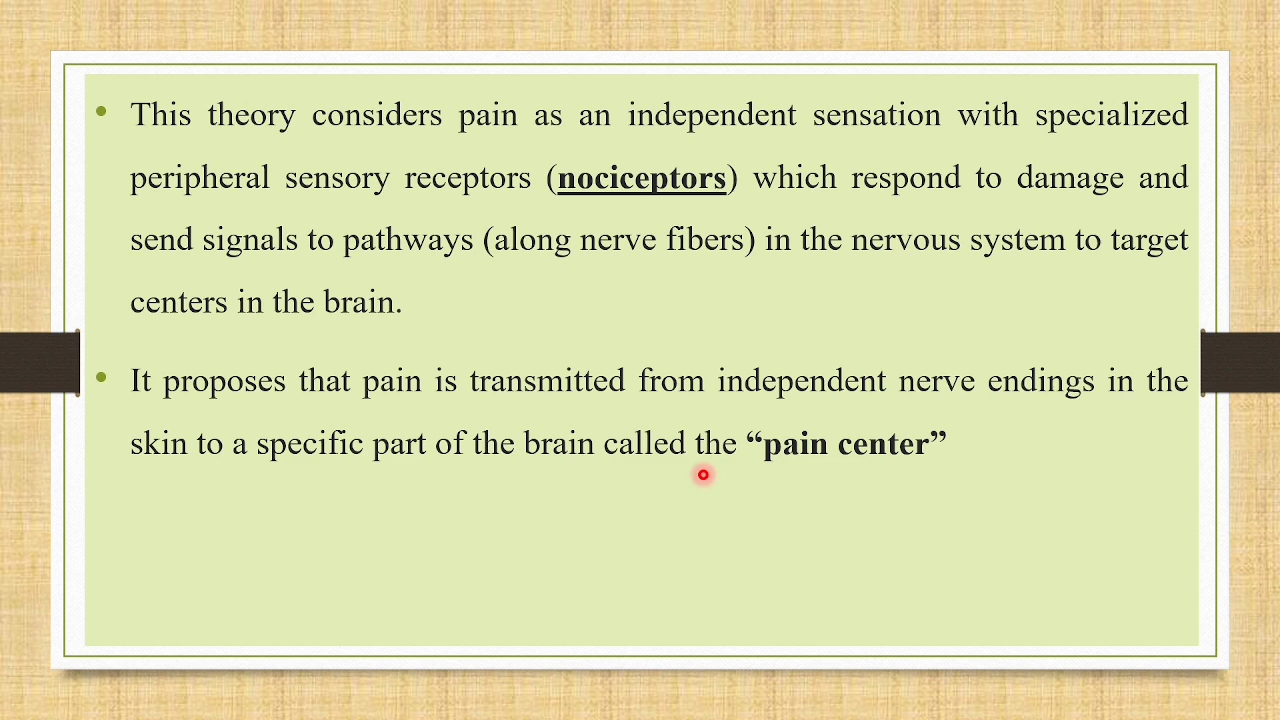 • This theory considers pain as an independent sensation with specialized
peripheral sensory receptors (nociceptors) which respond to damage and
send signals to pathways (along nerve fibers) in the nervous system to target
centers in the brain.
• It proposes that pain is transmitted from independent nerve endings in the
skin to a specific part of the brain called the “pain center”